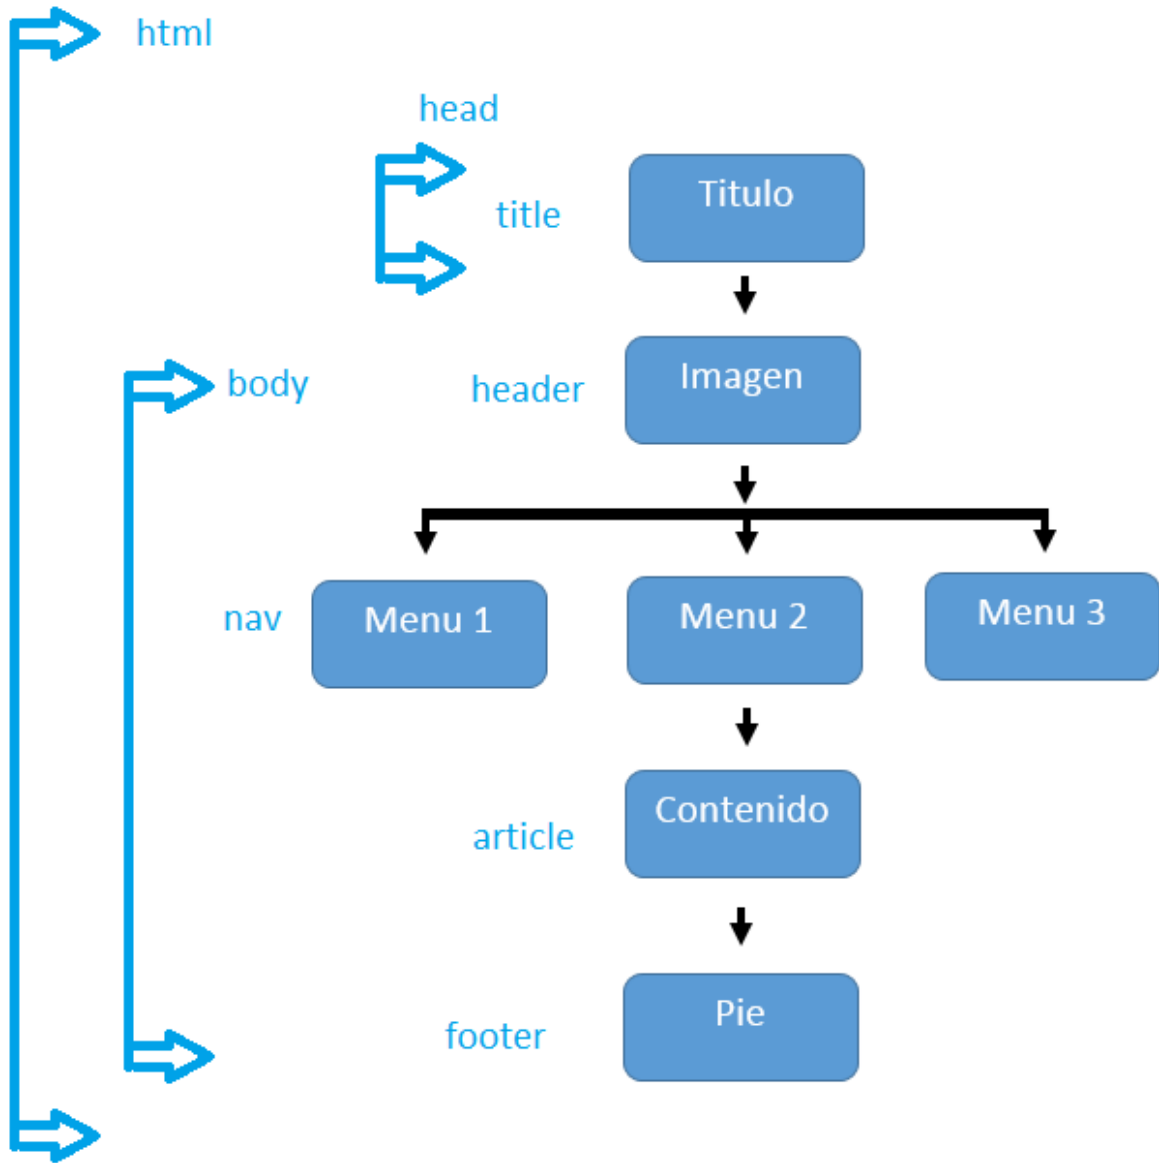 html
head
title
Titulo
body
header
Imagen
nav
Menu 1
Menu 2
Menu 3
article
Contenido
footer
Pie